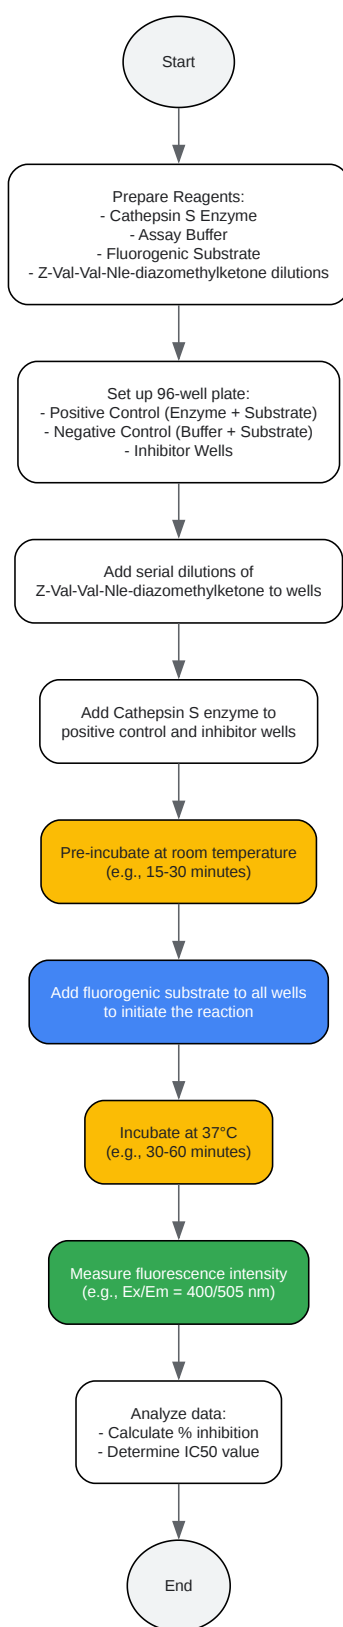 Start
Prepare Reagents:
- Cathepsin S Enzyme
- Assay Buffer
- Fluorogenic Substrate
- Z-Val-Val-Nle-diazomethylketone dilutions
Set up 96-well plate:
- Positive Control (Enzyme + Substrate)
- Negative Control (Buffer + Substrate)
- Inhibitor Wells
Add serial dilutions of
Z-Val-Val-Nle-diazomethylketone to wells
Add Cathepsin S enzyme to
positive control and inhibitor wells
Pre-incubate at room temperature
(e.g., 15-30 minutes)
Add fluorogenic substrate to all wells
to initiate the reaction
Incubate at 37°C
(e.g., 30-60 minutes)
Measure fluorescence intensity
(e.g., Ex/Em = 400/505 nm)
Analyze data:
- Calculate % inhibition
- Determine IC50 value
End